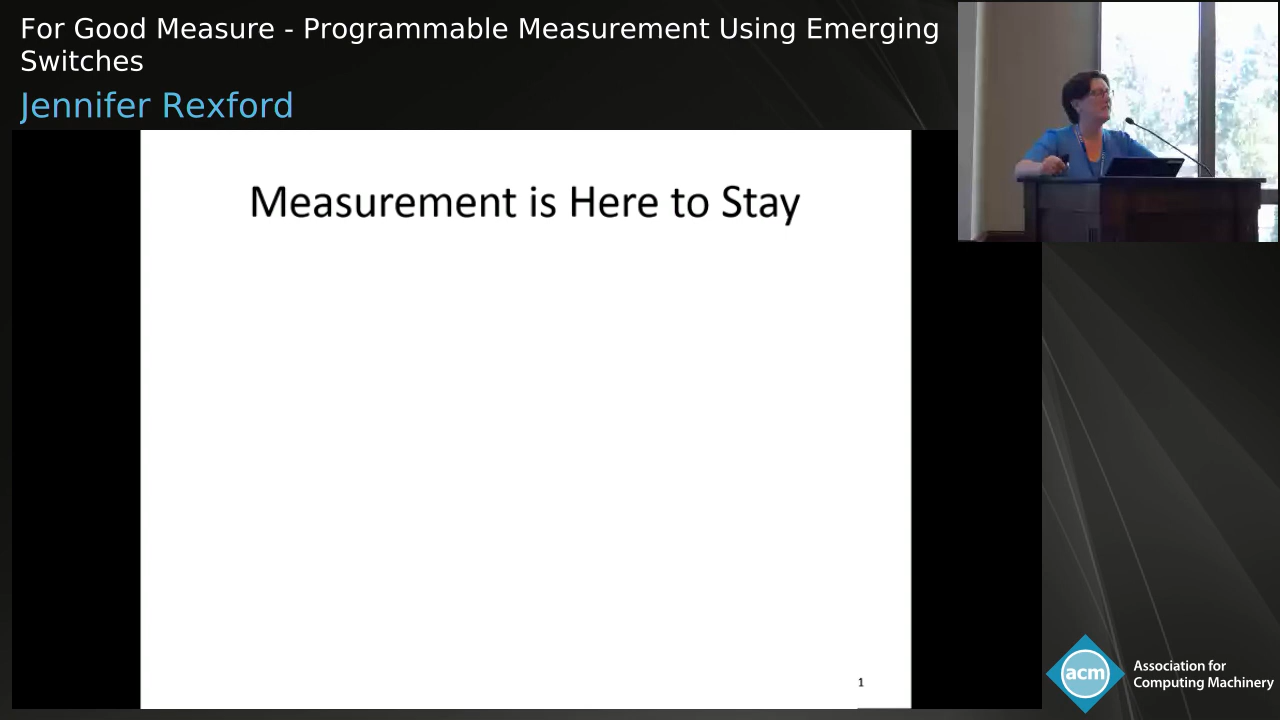 For Good Measure - Programmable Measurement Using Emerging
Switches
Jennifer Rexford
Measurement is Here to Stay
1
acm
Association for
Computing Machinery